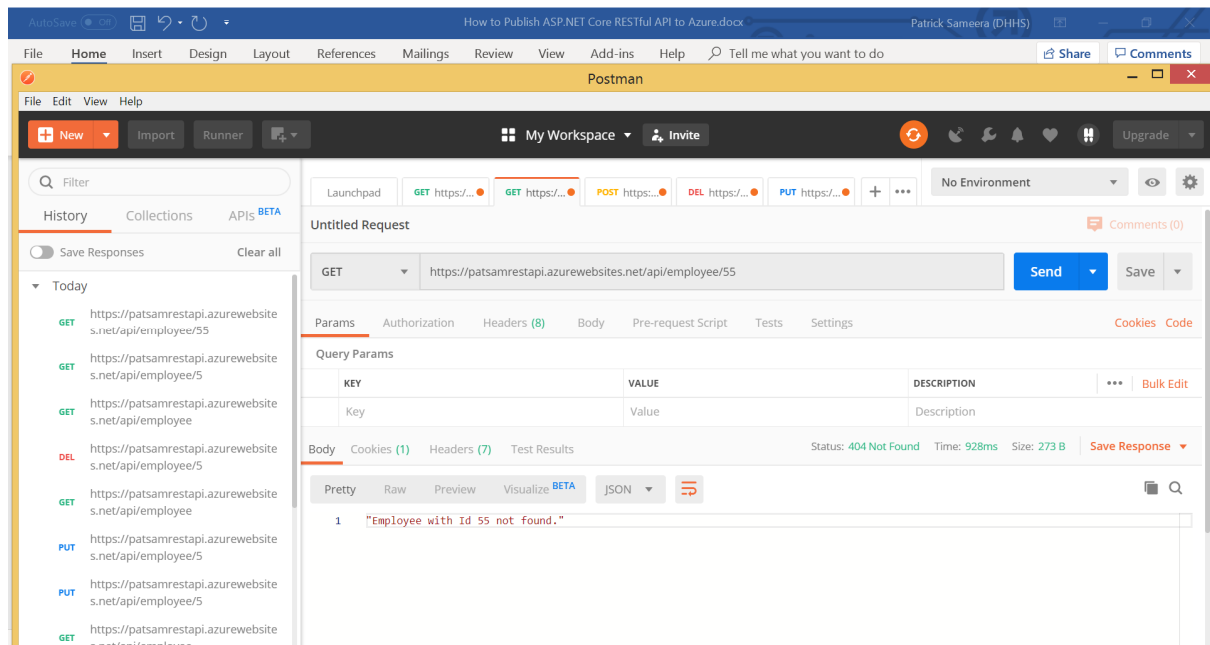 AutoSave Off How to Publish ASP.NET Core RESTful API to Azure.docx Patrick Sameera (DHHS)
File Home Insert Design Layout References Mailings Review View Add-ins Help Tell me what you want to do Share Comments
Postman
File Edit View Help
New Import Runner My Workspace Invite Upgrade
Filter
History Collections APIs BETA
Save Responses Clear all
Today
GET https://patsamrestapi.azurewebsite
s.net/api/employee/55
GET https://patsamrestapi.azurewebsite
s.net/api/employee/5
GET https://patsamrestapi.azurewebsite
s.net/api/employee
DEL https://patsamrestapi.azurewebsite
s.net/api/employee/5
GET https://patsamrestapi.azurewebsite
s.net/api/employee
PUT https://patsamrestapi.azurewebsite
s.net/api/employee/5
PUT https://patsamrestapi.azurewebsite
s.net/api/employee/5
GET https://patsamrestapi.azurewebsite
Launchpad GET https:/... GET https:/... POST https:... DEL https:/... PUT https:/... + ••• No Environment
Untitled Request Comments (0)
GET https://patsamrestapi.azurewebsites.net/api/employee/55 Send Save
Params Authorization Headers (8) Body Pre-request Script Tests Settings Cookies Code
Query Params
KEY VALUE DESCRIPTION ••• Bulk Edit
Key Value Description
Body Cookies (1) Headers (7) Test Results Status: 404 Not Found Time: 928ms Size: 273 B Save Response
Pretty Raw Preview Visualize BETA JSON
1 "Employee with Id 55 not found."